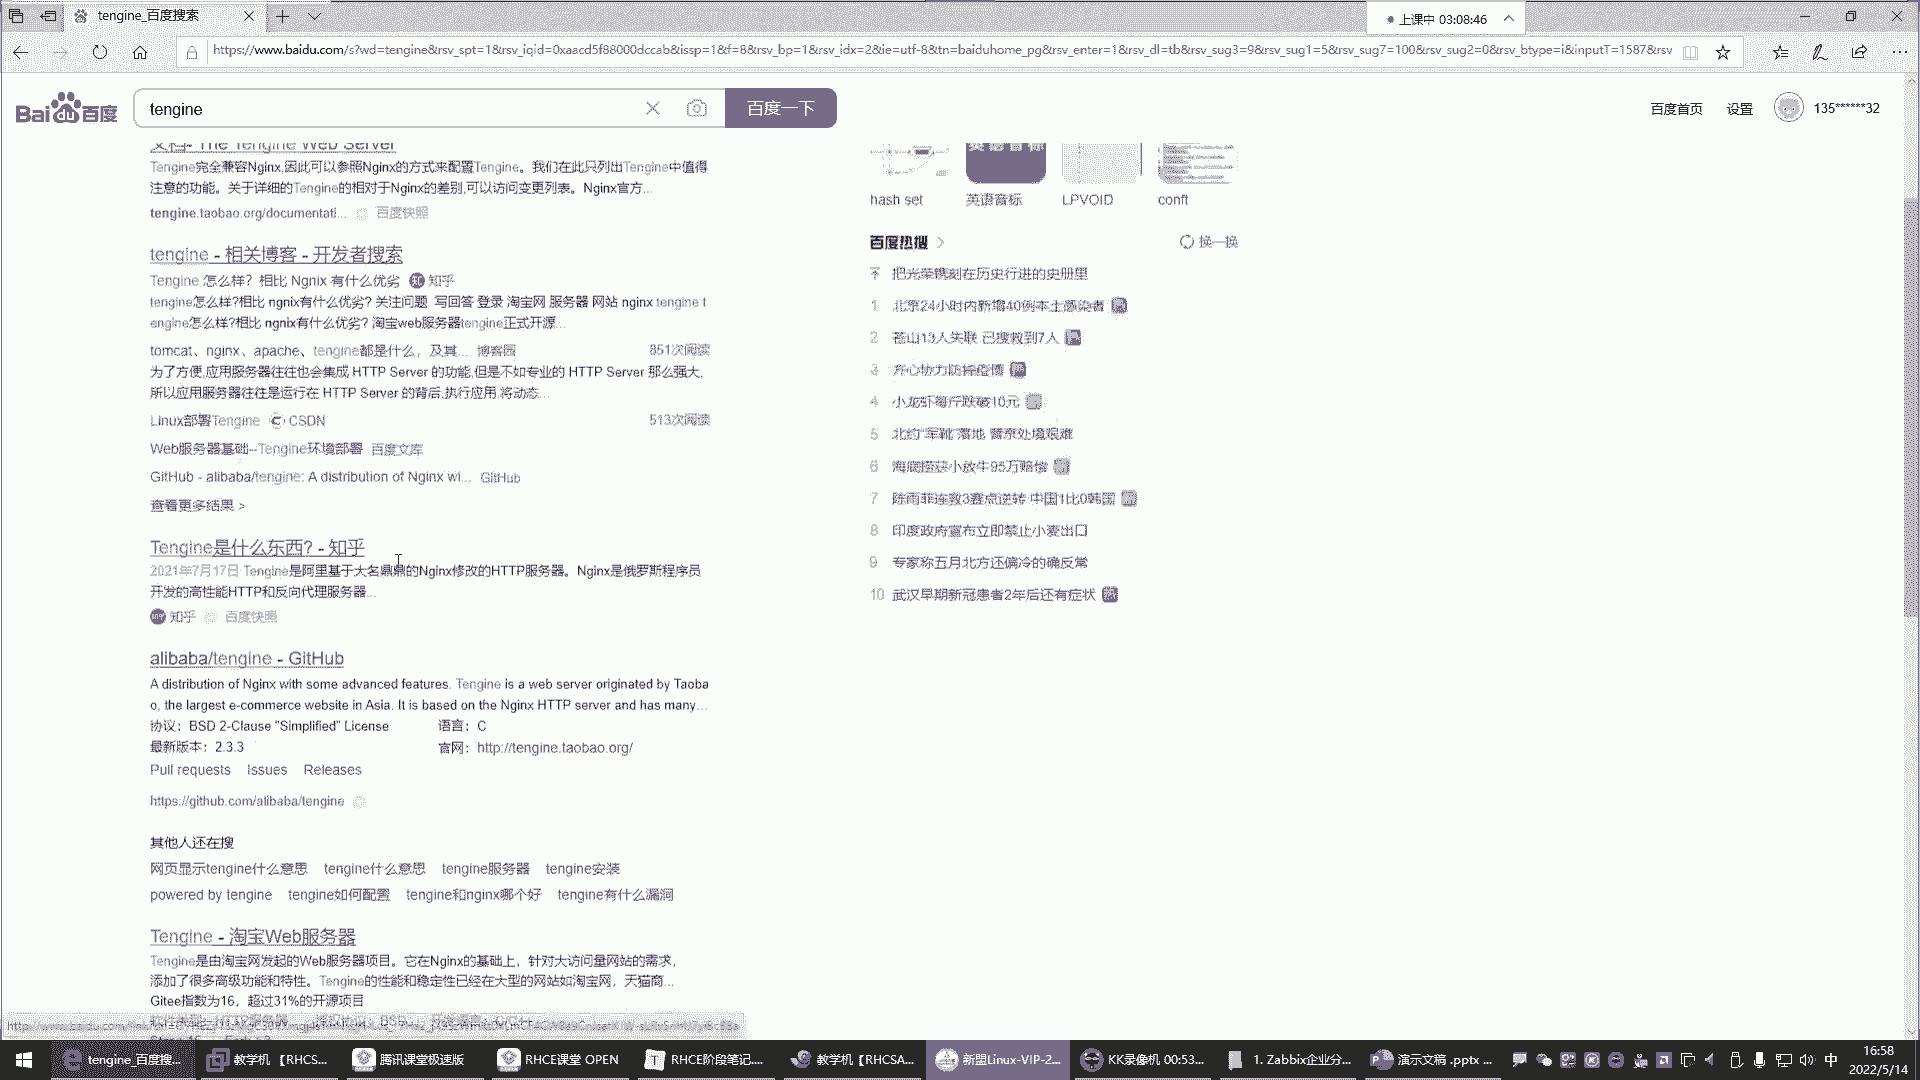 tengine_百度搜索
上课中 03:08:46
https://www.baidu.com/s?wd=tengine&rsv_spt=1&rsv_iqid=0xaacd5f88000dccab&issp=1&f=8&rsv_bp=1&rsv_idx=2&ie=utf-8&tn=baiduhome_pg&rsv_enter=1&rsv_dl=tb&rsv_sug3=9&rsv_sug1=5&rsv_sug7=100&rsv_sug2=0&rsv_btype=i&inputT=1587&rsv
Bai du 百度
tengine
百度一下
百度首页 设置 135******32
文档- The Tengine Web Server
Tengine完全兼容Nginx,因此可以参照Nginx的方式来配置Tengine。我们在此只列出Tengine中值得
注意的功能。关于详细的Tengine的相对于Nginx的差别,可以访问变更列表。Nginx官方...
tengine.taobao.org/documentati... 百度快照
tengine - 相关博客 - 开发者搜索
Tengine 怎么样？相比 Ngnix 有什么优劣 知 知乎
tengine怎么样?相比 ngnix有什么优劣? 关注问题 写回答 登录 淘宝网 服务器 网站 nginx tengine t
engine怎么样?相比 ngnix有什么优劣? 淘宝web服务器tengine正式开源...
tomcat、nginx、apache、tengine都是什么，及其... 博客园 851次阅读
为了方便,应用服务器往往也会集成 HTTP Server 的功能,但是不如专业的 HTTP Server 那么强大,
所以应用服务器往往是运行在 HTTP Server 的背后,执行应用,将动态...
Linux部署Tengine CSDN 513次阅读
Web服务器基础--Tengine环境部署 百度文库
GitHub - alibaba/tengine: A distribution of Nginx wi... GitHub
查看更多结果 >
Tengine是什么东西? - 知乎
2021年7月17日 Tengine是阿里基于大名鼎鼎的Nginx修改的HTTP服务器。Nginx是俄罗斯程序员
开发的高性能HTTP和反向代理服务器...
知乎 百度快照
alibaba/tengine - GitHub
A distribution of Nginx with some advanced features. Tengine is a web server originated by Taoba
o, the largest e-commerce website in Asia. It is based on the Nginx HTTP server and has many...
协议： BSD 2-Clause "Simplified" License 语言： C
最新版本： 2.3.3 官网： http://tengine.taobao.org/
Pull requests Issues Releases
https://github.com/alibaba/tengine
其他人还在搜
网页显示tengine什么意思 tengine什么意思 tengine服务器 tengine安装
powered by tengine tengine如何配置 tengine和nginx哪个好 tengine有什么漏洞
Tengine - 淘宝Web服务器
Tengine是由淘宝网发起的Web服务器项目。它在Nginx的基础上，针对大访问量网站的需求，
添加了很多高级功能和特性。Tengine的性能和稳定性已经在大型的网站如淘宝网，天猫商...
Gitee指数为16，超过31%的开源项目
hash set 英语音标 LPVOID conft
百度热搜 > 换一换
把光荣镌刻在历史行进的史册里
1 北京24小时内新增40例本土感染者
2 苍山13人失联 已搜救到7人
3 齐心协力防控疫情
4 小龙虾每斤跌破10元
5 北约“军靴”落地 普京处境艰难
6 海底捞获小放牛95万赔偿
7 陈雨菲连救3赛点逆转 中国1比0韩国
8 印度政府宣布立即禁止小麦出口
9 专家称五月北方还偏冷的确反常
10 武汉早期新冠患者2年后还有症状 热
tengine_百度搜... 教学机 【RHCS... 腾讯课堂极速版 RHCE课堂 OPEN RHCE阶段笔记.... 教学机【RHCSA... 新盟Linux-VIP-2... KK录像机 00:53... 1. Zabbix企业分... 演示文稿 .pptx ... 中
16:58
2022/5/14